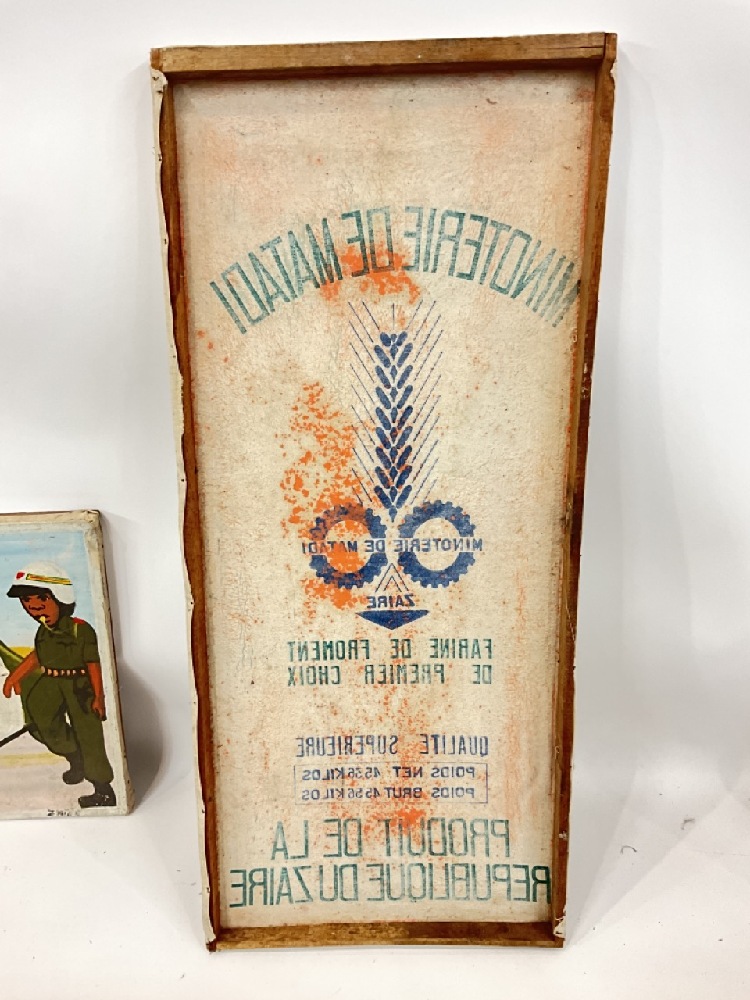 MINOTERIE DE MATADI
MINOTERIE DE MATADI
ZAIRE
FARINE DE FROMENT
DE PREMIER CHOIX
QUALITE SUPERIEURE
POIDS NET 45.36 KILOS
POIDS BRUT 45.56 KILOS
PRODUIT DE LA
REPUBLIQUE DU ZAIRE